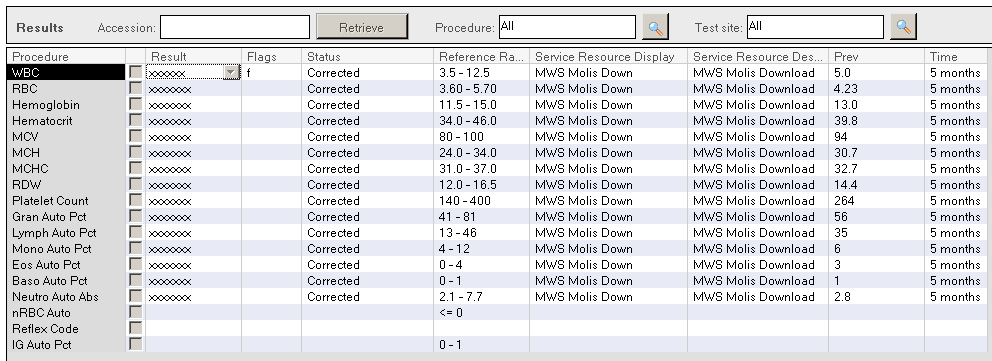 Results Accession: Retrieve Procedure: All Test site: All
Procedure Result Flags Status Reference Ra... Service Resource Display Service Resource Des... Prev Time
WBC xxxxxx f Corrected 3.5 - 12.5 MWS Molis Down MWS Molis Download 5.0 5 months
RBC xxxxxxx Corrected 3.60 - 5.70 MWS Molis Down MWS Molis Download 4.23 5 months
Hemoglobin xxxxxxx Corrected 11.5 - 15.0 MWS Molis Down MWS Molis Download 13.0 5 months
Hematocrit xxxxxxx Corrected 34.0 - 46.0 MWS Molis Down MWS Molis Download 39.8 5 months
MCV xxxxxxx Corrected 80 - 100 MWS Molis Down MWS Molis Download 94 5 months
MCH xxxxxxx Corrected 24.0 - 34.0 MWS Molis Down MWS Molis Download 30.7 5 months
MCHC xxxxxxx Corrected 31.0 - 37.0 MWS Molis Down MWS Molis Download 32.7 5 months
RDW xxxxxxx Corrected 12.0 - 16.5 MWS Molis Down MWS Molis Download 14.4 5 months
Platelet Count xxxxxxx Corrected 140 - 400 MWS Molis Down MWS Molis Download 264 5 months
Gran Auto Pct xxxxxxx Corrected 41 - 81 MWS Molis Down MWS Molis Download 56 5 months
Lymph Auto Pct xxxxxxx Corrected 13 - 46 MWS Molis Down MWS Molis Download 35 5 months
Mono Auto Pct xxxxxxx Corrected 4 - 12 MWS Molis Down MWS Molis Download 6 5 months
Eos Auto Pct xxxxxxx Corrected 0 - 4 MWS Molis Down MWS Molis Download 3 5 months
Baso Auto Pct xxxxxxx Corrected 0 - 1 MWS Molis Down MWS Molis Download 1 5 months
Neutro Auto Abs xxxxxxx Corrected 2.1 - 7.7 MWS Molis Down MWS Molis Download 2.8 5 months
nRBC Auto <= 0
Reflex Code
IG Auto Pct 0 - 1